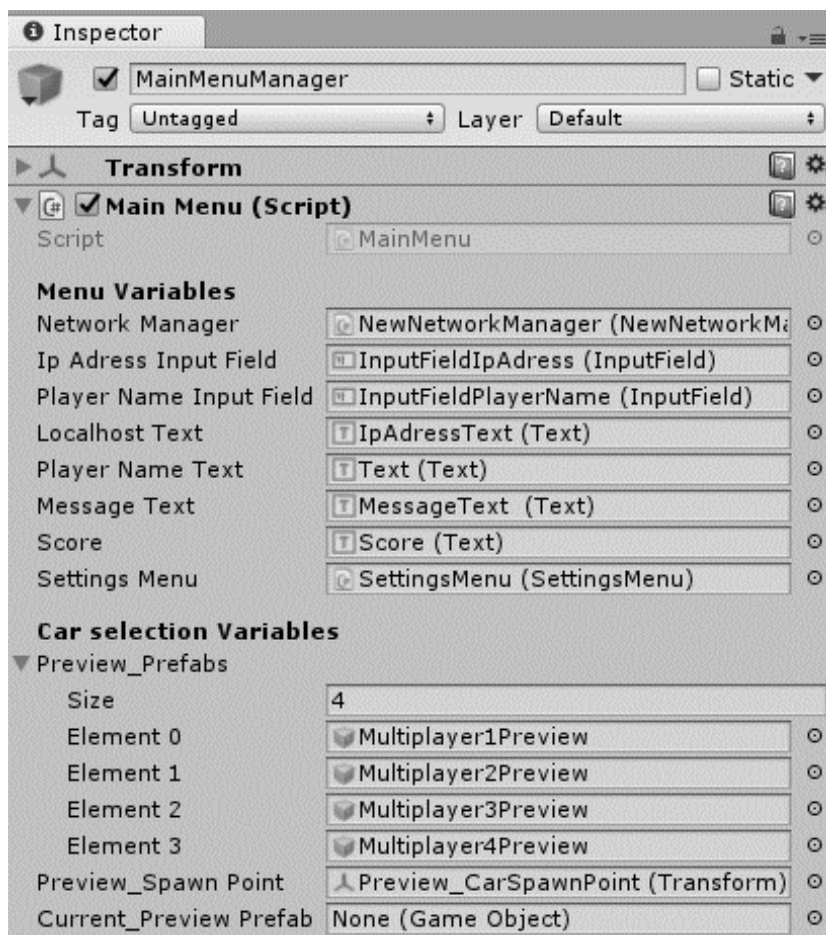 Inspector
MainMenuManager Static
Tag Untagged Layer Default
Transform
Main Menu (Script)
Script MainMenu
Menu Variables
Network Manager NewNetworkManager (NewNetworkMa
Ip Adress Input Field InputFieldIpAdress (InputField)
Player Name Input Field InputFieldPlayerName (InputField)
Localhost Text IpAdressText (Text)
Player Name Text Text (Text)
Message Text MessageText (Text)
Score Score (Text)
Settings Menu SettingsMenu (SettingsMenu)
Car selection Variables
Preview_Prefabs
Size 4
Element 0 Multiplayer1Preview
Element 1 Multiplayer2Preview
Element 2 Multiplayer3Preview
Element 3 Multiplayer4Preview
Preview_Spawn Point Preview_CarSpawnPoint (Transform)
Current_Preview Prefab None (Game Object)